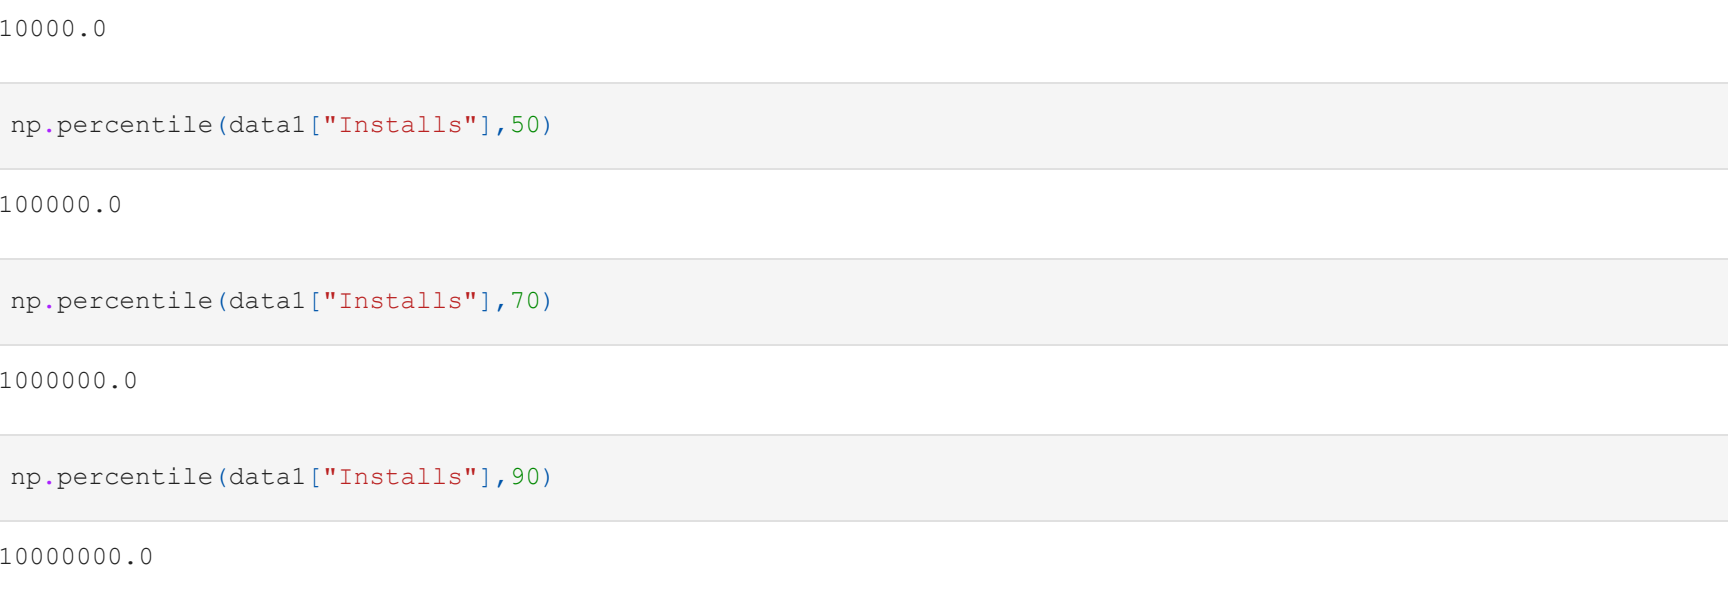 10000.0
np.percentile(data1["Installs"],50)
100000.0
np.percentile(data1["Installs"],70)
1000000.0
np.percentile(data1["Installs"],90)
10000000.0